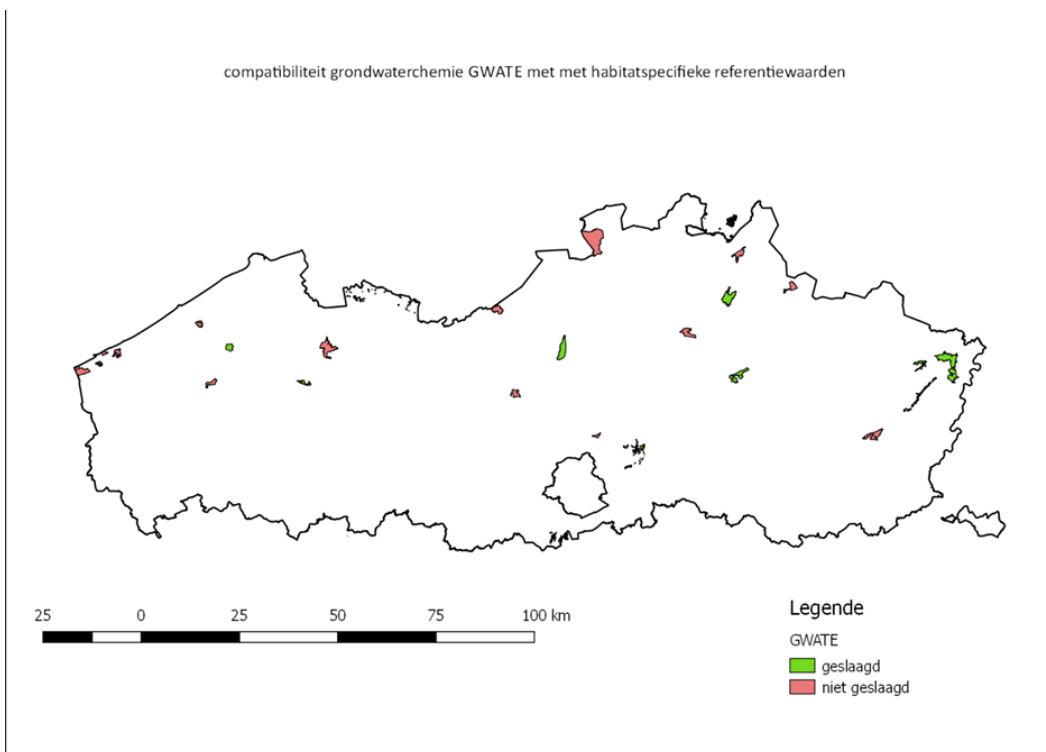 compatibiliteit grondwaterchemie GWATE met met habitatspecifieke referentiewaarden
25 0 25 50 75 100 km
Legende
GWATE
geslaagd
niet geslaagd